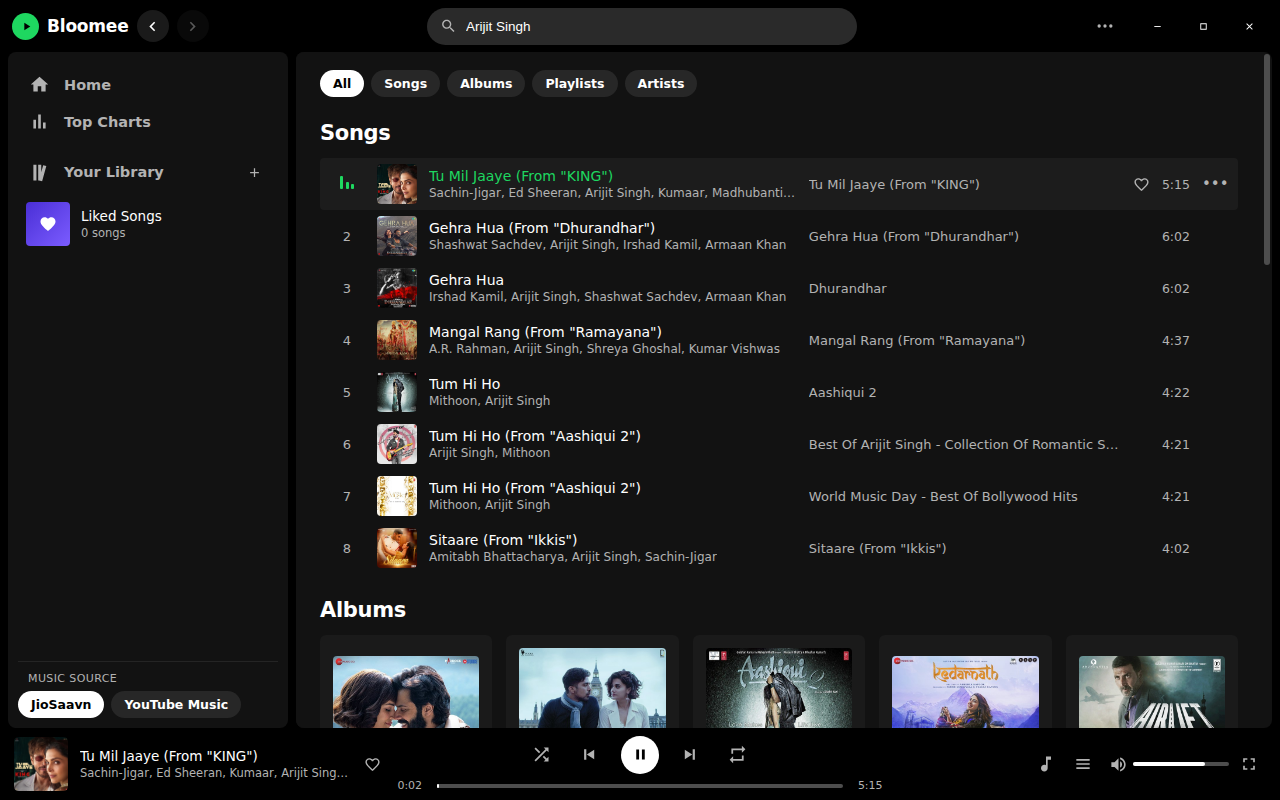 Bloomee
Arijit Singh
Home
Top Charts
Your Library
Liked Songs
0 songs
MUSIC SOURCE
JioSaavn
YouTube Music
All
Songs
Albums
Playlists
Artists
Songs
Tu Mil Jaaye (From "KING")
Sachin-Jigar, Ed Sheeran, Arijit Singh, Kumaar, Madhubanti...
Tu Mil Jaaye (From "KING")
5:15
2
Gehra Hua (From "Dhurandhar")
Shashwat Sachdev, Arijit Singh, Irshad Kamil, Armaan Khan
Gehra Hua (From "Dhurandhar")
6:02
3
Gehra Hua
Irshad Kamil, Arijit Singh, Shashwat Sachdev, Armaan Khan
Dhurandhar
6:02
4
Mangal Rang (From "Ramayana")
A.R. Rahman, Arijit Singh, Shreya Ghoshal, Kumar Vishwas
Mangal Rang (From "Ramayana")
4:37
5
Tum Hi Ho
Mithoon, Arijit Singh
Aashiqui 2
4:22
6
Tum Hi Ho (From "Aashiqui 2")
Arijit Singh, Mithoon
Best Of Arijit Singh - Collection Of Romantic S...
4:21
7
Tum Hi Ho (From "Aashiqui 2")
Mithoon, Arijit Singh
World Music Day - Best Of Bollywood Hits
4:21
8
Sitaare (From "Ikkis")
Amitabh Bhattacharya, Arijit Singh, Sachin-Jigar
Sitaare (From "Ikkis")
4:02
Albums
Aashiqui
kedarnath
AIRLIFT
Tu Mil Jaaye (From "KING")
Sachin-Jigar, Ed Sheeran, Kumaar, Arijit Sing...
0:02
5:15